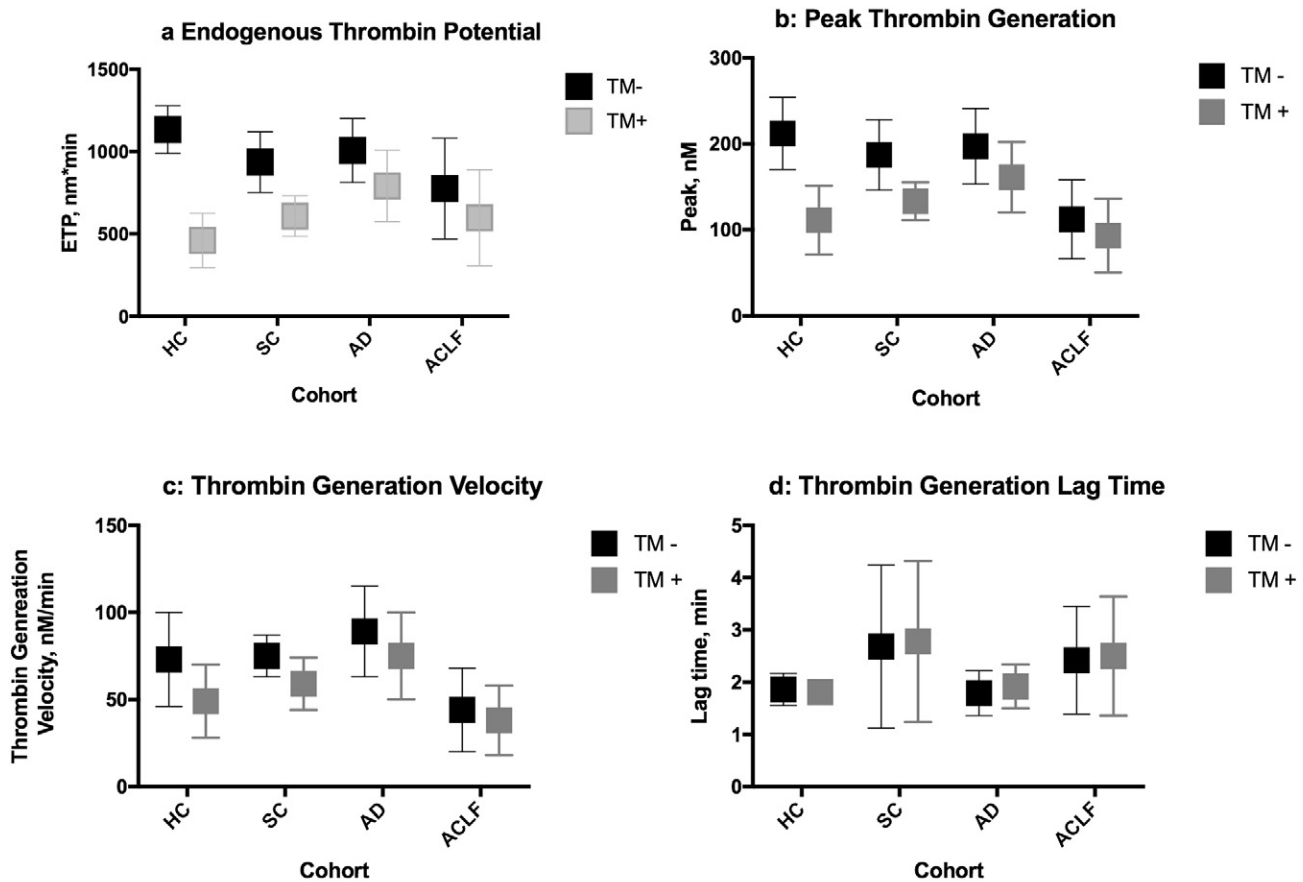 a Endogenous Thrombin Potential
1500
1000
500
0
ETP, nm*min
HC
SC
AD
ACLF
Cohort
TM-
TM+
b: Peak Thrombin Generation
300
200
100
0
Peak, nM
HC
SC
AD
ACLF
Cohort
TM -
TM +
c: Thrombin Generation Velocity
150
100
50
0
Thrombin Genreation
Velocity, nM/min
HC
SC
AD
ACLF
Cohort
TM -
TM +
d: Thrombin Generation Lag Time
5
4
3
2
1
0
Lag time, min
HC
SC
AD
ACLF
Cohort
TM -
TM +